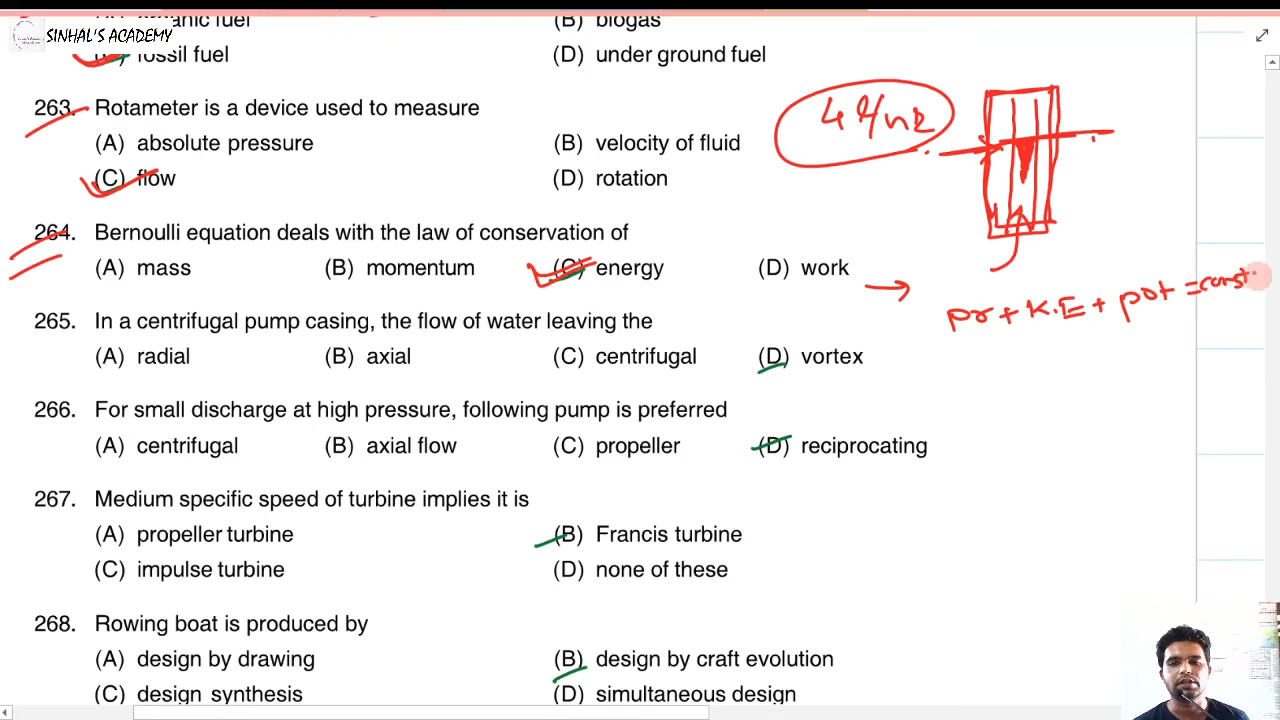 (B) biogas
SINHAL'S ACADEMY
fossil fuel (D) under ground fuel
263. Rotameter is a device used to measure
(A) absolute pressure (B) velocity of fluid
(C) flow (D) rotation
264. Bernoulli equation deals with the law of conservation of
(A) mass (B) momentum (C) energy (D) work
pr + K.E + pot = const
265. In a centrifugal pump casing, the flow of water leaving the
(A) radial (B) axial (C) centrifugal (D) vortex
266. For small discharge at high pressure, following pump is preferred
(A) centrifugal (B) axial flow (C) propeller (D) reciprocating
267. Medium specific speed of turbine implies it is
(A) propeller turbine (B) Francis turbine
(C) impulse turbine (D) none of these
268. Rowing boat is produced by
(A) design by drawing (B) design by craft evolution
(C) design synthesis (D) simultaneous design